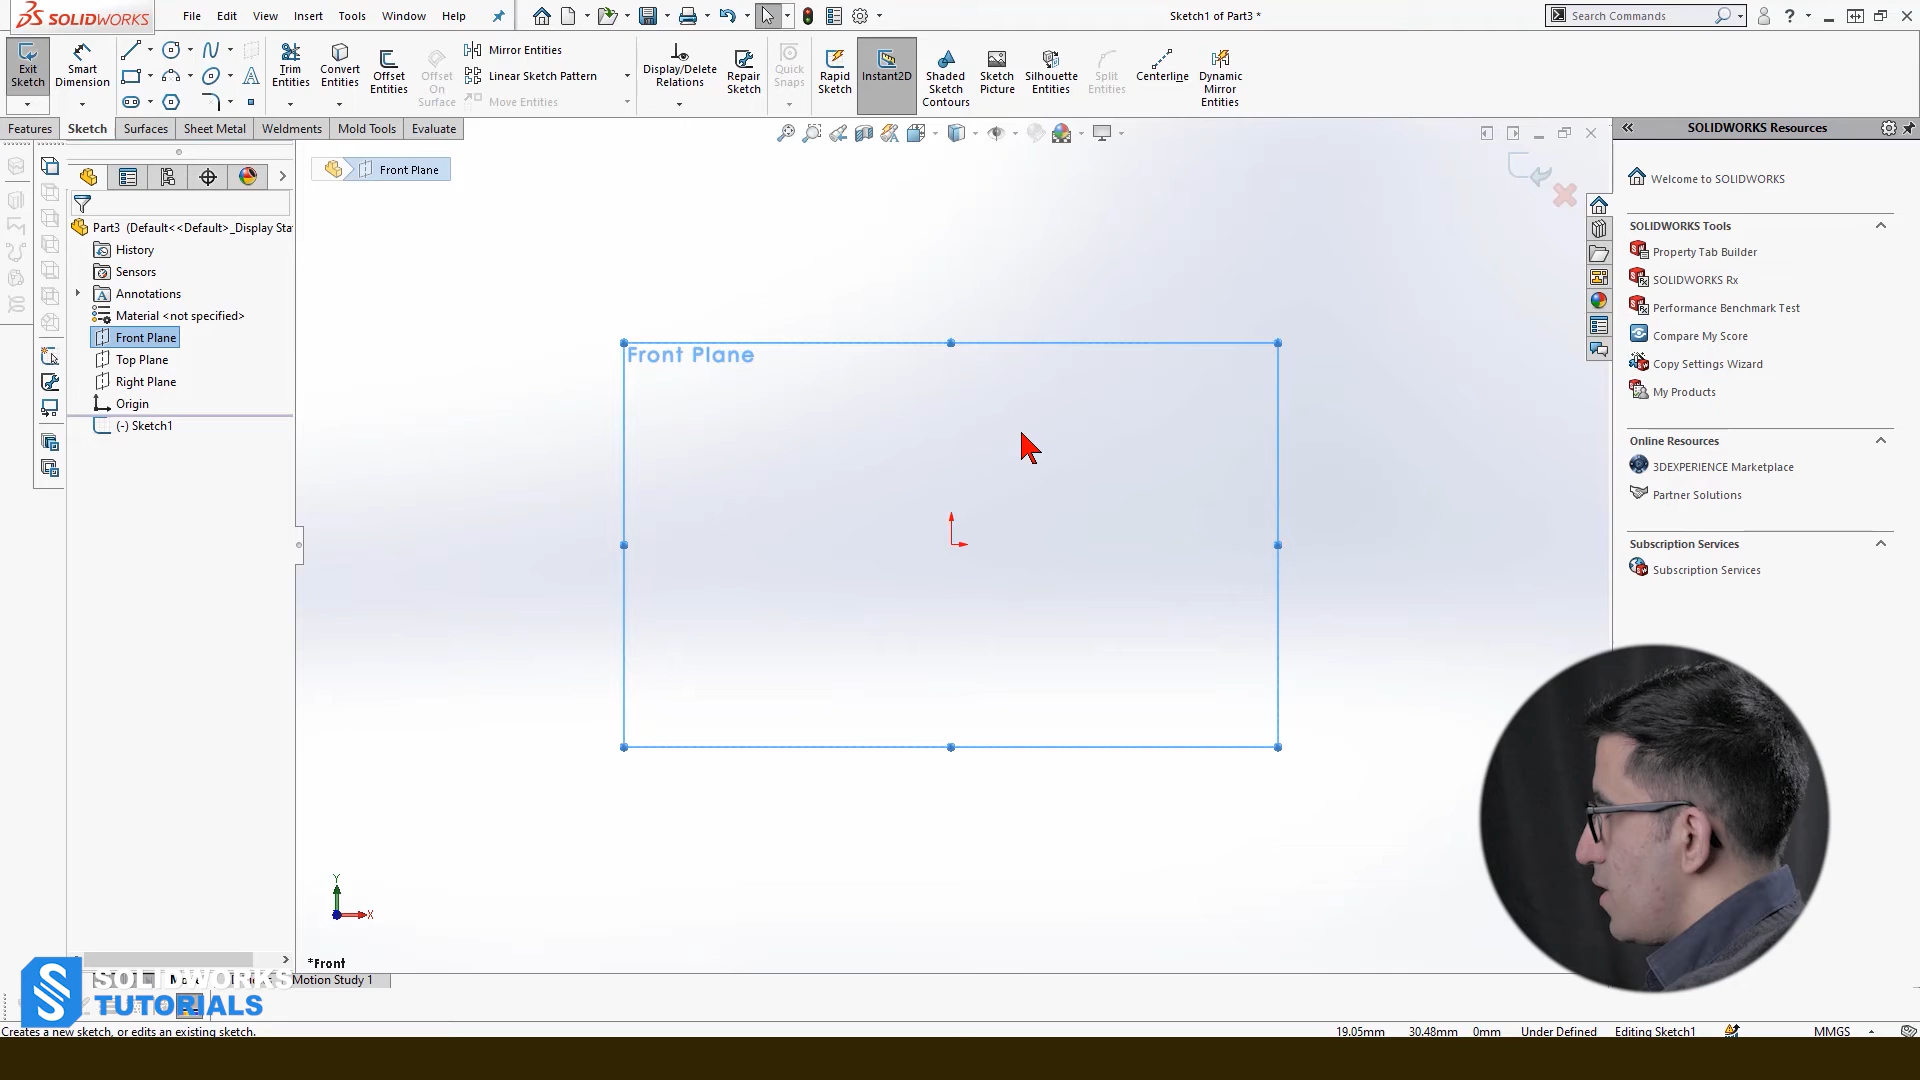 SOLIDWORKS
File Edit View Insert Tools Window Help
Sketch1 of Part3 *
Search Commands
Exit Sketch
Smart Dimension
Trim Entities
Convert Entities
Offset Entities
Offset On Surface
Mirror Entities
Linear Sketch Pattern
Move Entities
Display/Delete Relations
Repair Sketch
Quick Snaps
Rapid Sketch
Instant2D
Shaded Sketch Contours
Sketch Picture
Silhouette Entities
Split Entities
Centerline
Dynamic Mirror Entities
Features Sketch Surfaces Sheet Metal Weldments Mold Tools Evaluate
SOLIDWORKS Resources
Front Plane
Part3 (Default<<Default>_Display Sta
History
Sensors
Annotations
Material <not specified>
Front Plane
Top Plane
Right Plane
Origin
(-) Sketch1
Front Plane
Y
X
*Front
Welcome to SOLIDWORKS
SOLIDWORKS Tools
Property Tab Builder
SOLIDWORKS Rx
Performance Benchmark Test
Compare My Score
Copy Settings Wizard
My Products
Online Resources
3DEXPERIENCE Marketplace
Partner Solutions
Subscription Services
Subscription Services
Motion Study 1
SOLIDWORKS
TUTORIALS
Creates a new sketch, or edits an existing sketch.
19.05mm 30.48mm 0mm Under Defined Editing Sketch1 MMGS